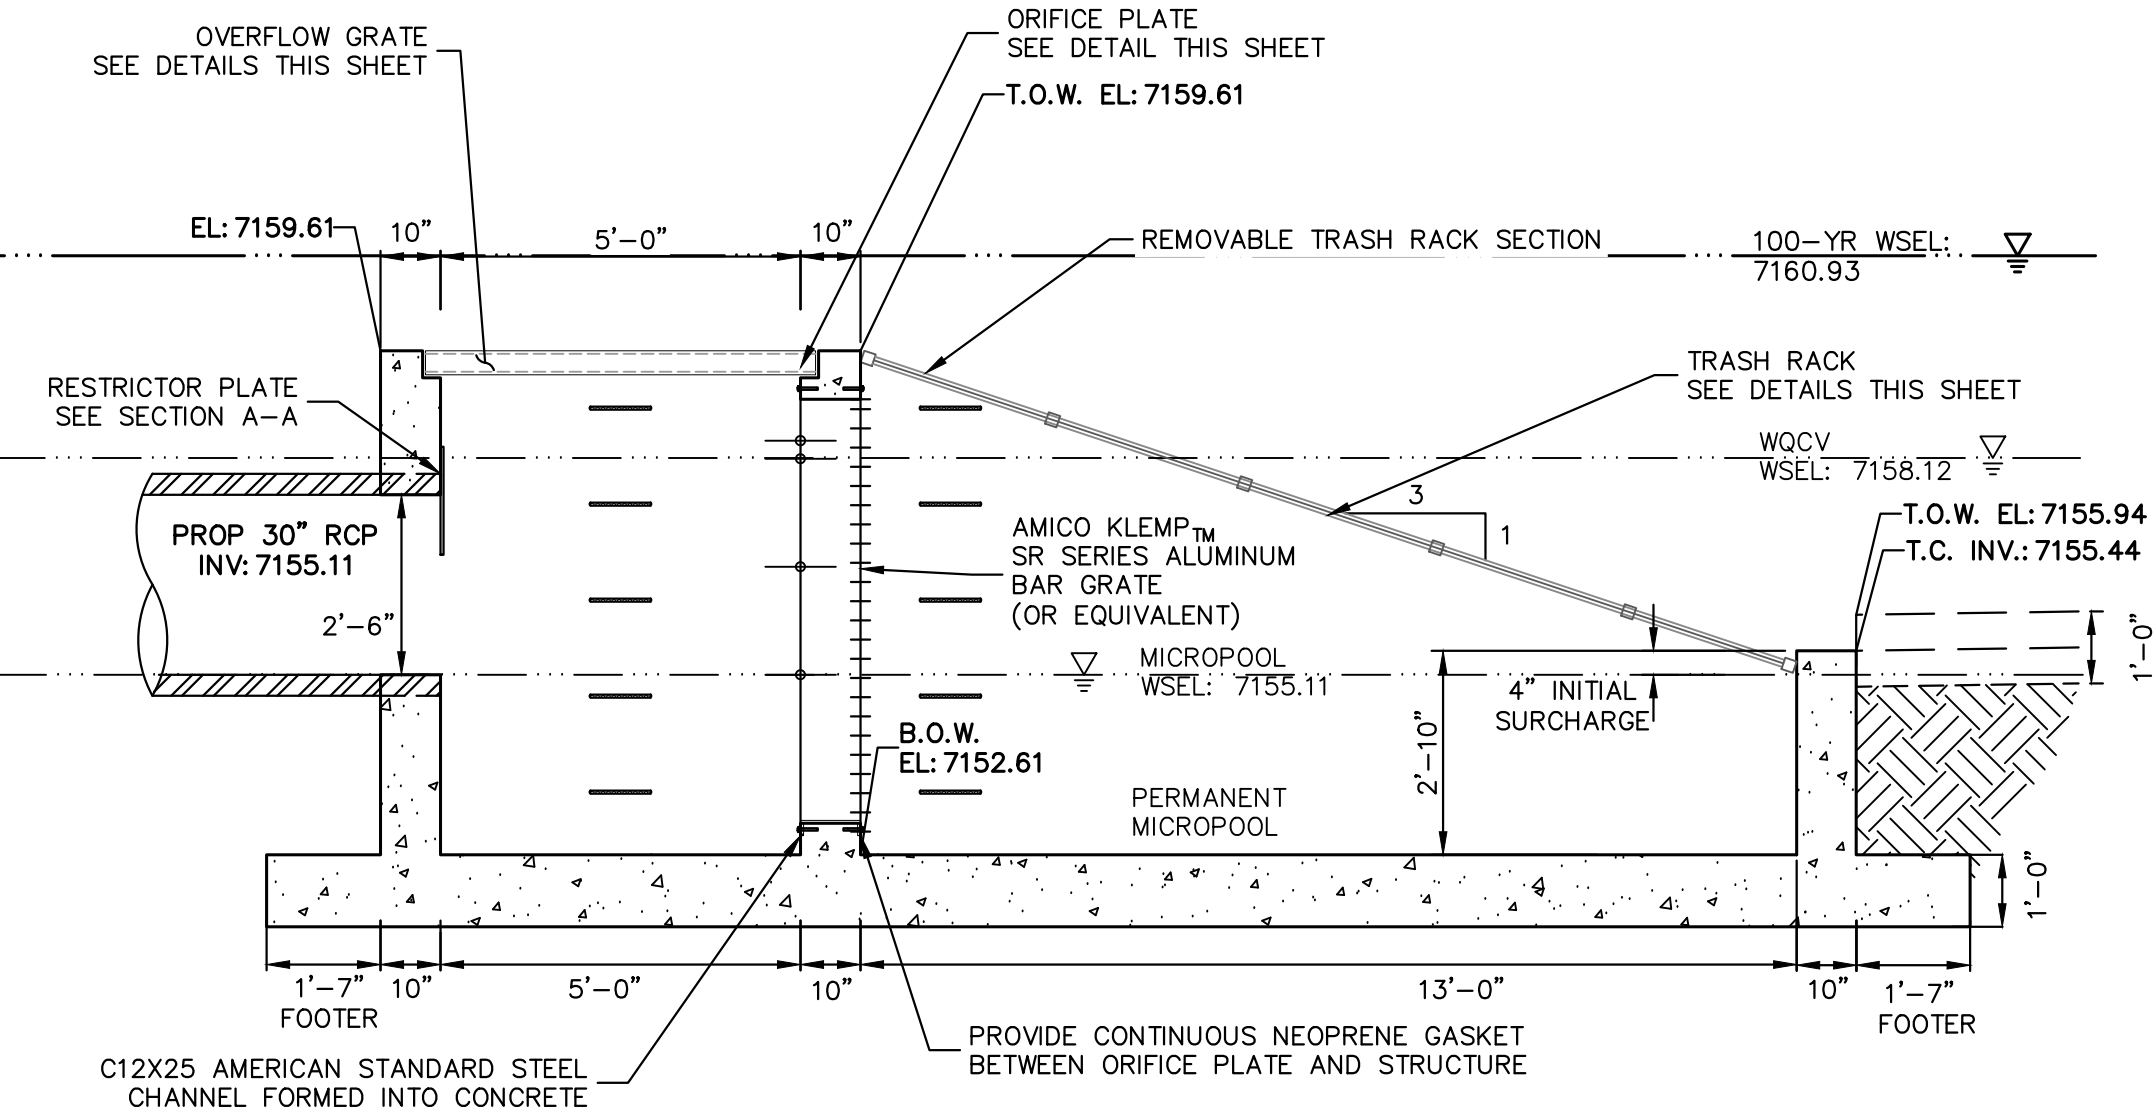 ORIFICE PLATE
SEE DETAIL THIS SHEET
OVERFLOW GRATE
SEE DETAILS THIS SHEET
T.O.W. EL: 7159.61
EL: 7159.61
10"
5'-0"
10"
REMOVABLE TRASH RACK SECTION
100-YR WSEL:
7160.93
TRASH RACK
SEE DETAILS THIS SHEET
RESTRICTOR PLATE
SEE SECTION A-A
WQCV
WSEL: 7158.12
3
1
T.O.W. EL: 7155.94
T.C. INV.: 7155.44
PROP 30" RCP
INV: 7155.11
AMICO KLEMP™
SR SERIES ALUMINUM
BAR GRATE
(OR EQUIVALENT)
2'-6"
1'-0"
MICROPOOL
WSEL: 7155.11
4" INITIAL
SURCHARGE
2'-10"
B.O.W.
EL: 7152.61
PERMANENT
MICROPOOL
1'-0"
1'-7"
FOOTER
10"
5'-0"
10"
13'-0"
10"
1'-7"
FOOTER
PROVIDE CONTINUOUS NEOPRENE GASKET
BETWEEN ORIFICE PLATE AND STRUCTURE
C12X25 AMERICAN STANDARD STEEL
CHANNEL FORMED INTO CONCRETE